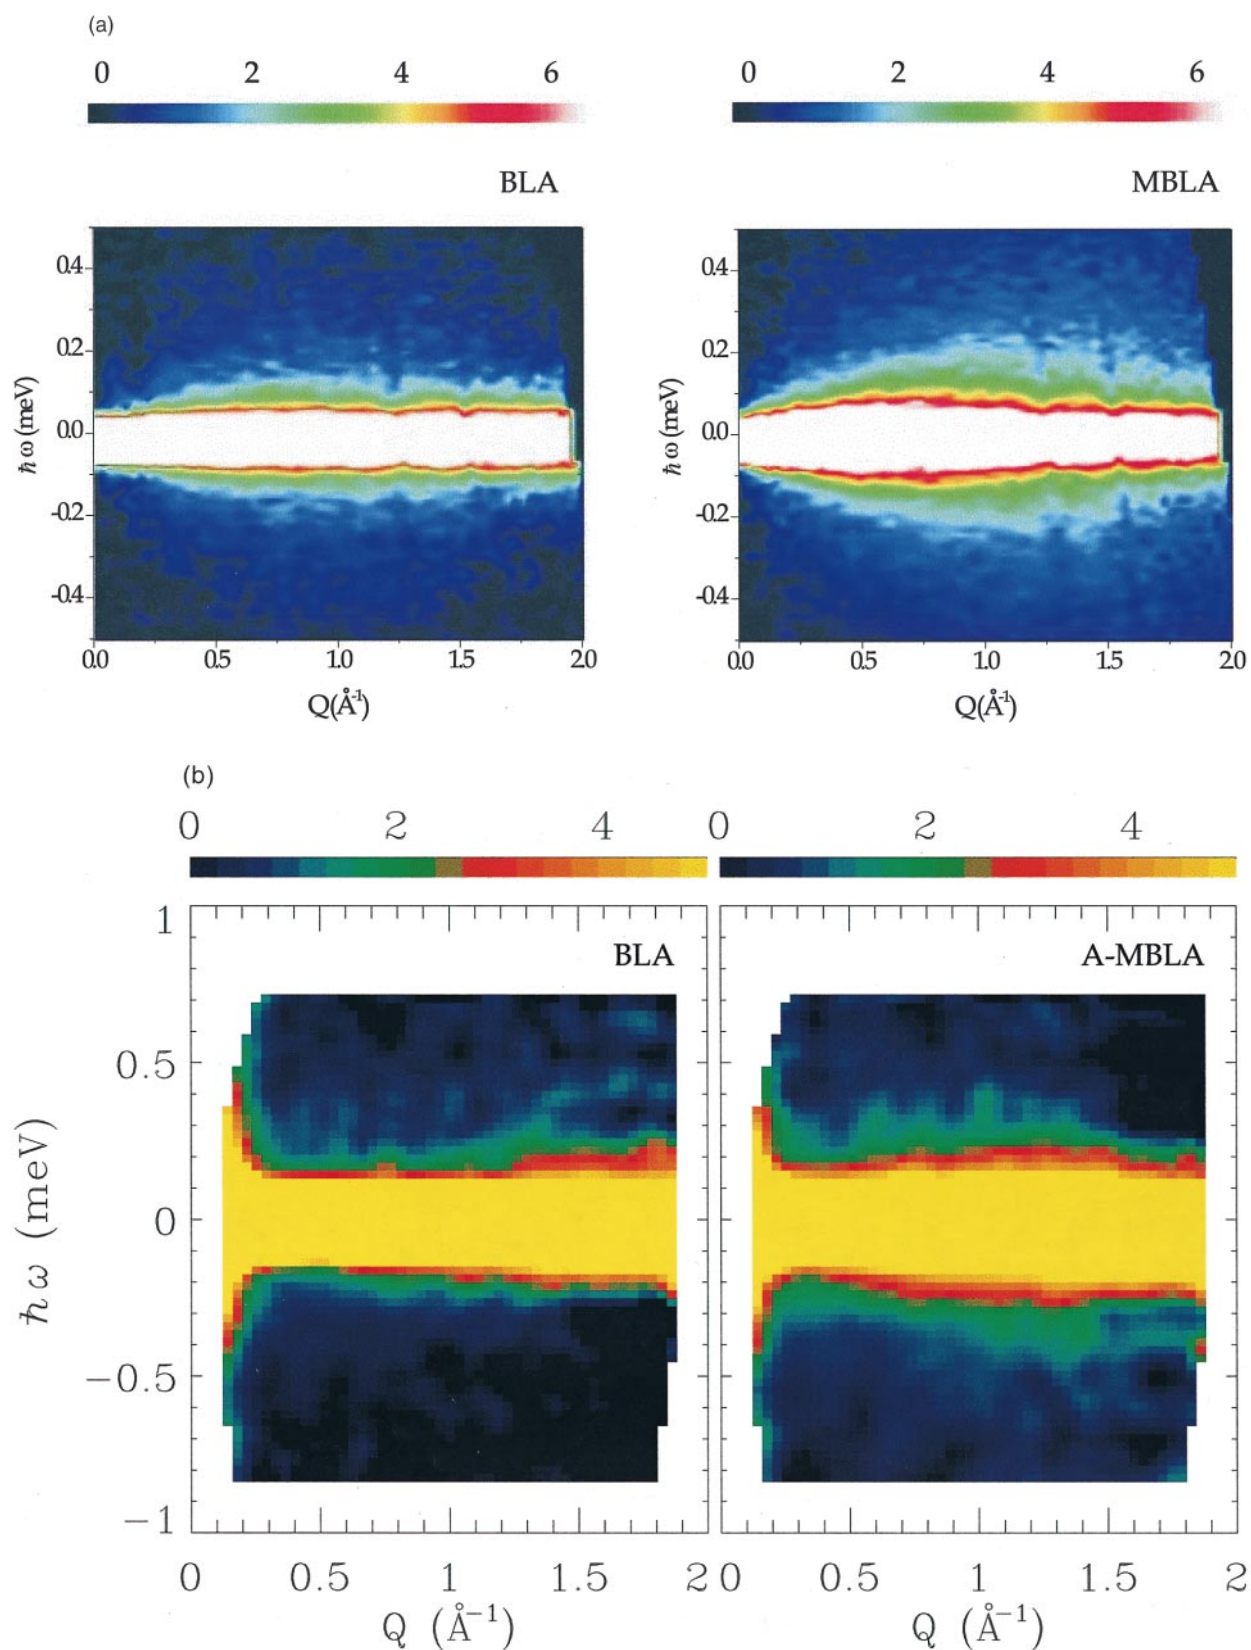 (a)
0 2 4 6 0 2 4 6
BLA MBLA
0.4 0.4
0.2 0.2
0.0 0.0
-0.2 -0.2
-0.4 -0.4
ħ ω (meV) ħ ω (meV)
0.0 0.5 1.0 1.5 2.0 0.0 0.5 1.0 1.5 2.0
Q(Å⁻¹) Q(Å⁻¹)
(b)
0 2 4 0 2 4
1
BLA A-MBLA
0.5
0
−0.5
−1
ħ ω (meV)
0 0.5 1 1.5 2 0 0.5 1 1.5 2
Q (Å⁻¹) Q (Å⁻¹)